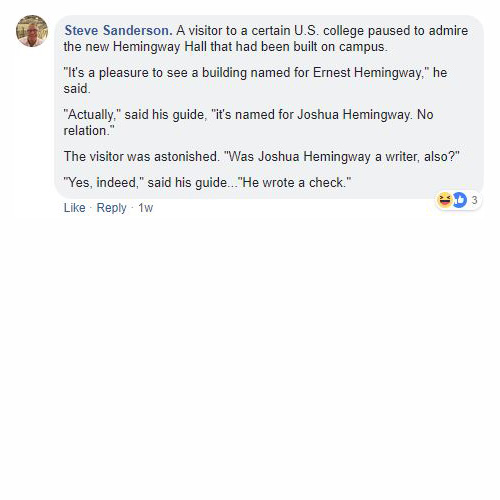 Steve Sanderson. A visitor to a certain U.S. college paused to admire
the new Hemingway Hall that had been built on campus.
"It's a pleasure to see a building named for Ernest Hemingway," he
said.
"Actually," said his guide, "it's named for Joshua Hemingway. No
relation."
The visitor was astonished. "Was Joshua Hemingway a writer, also?"
"Yes, indeed," said his guide..."He wrote a check."
Like · Reply · 1w
3